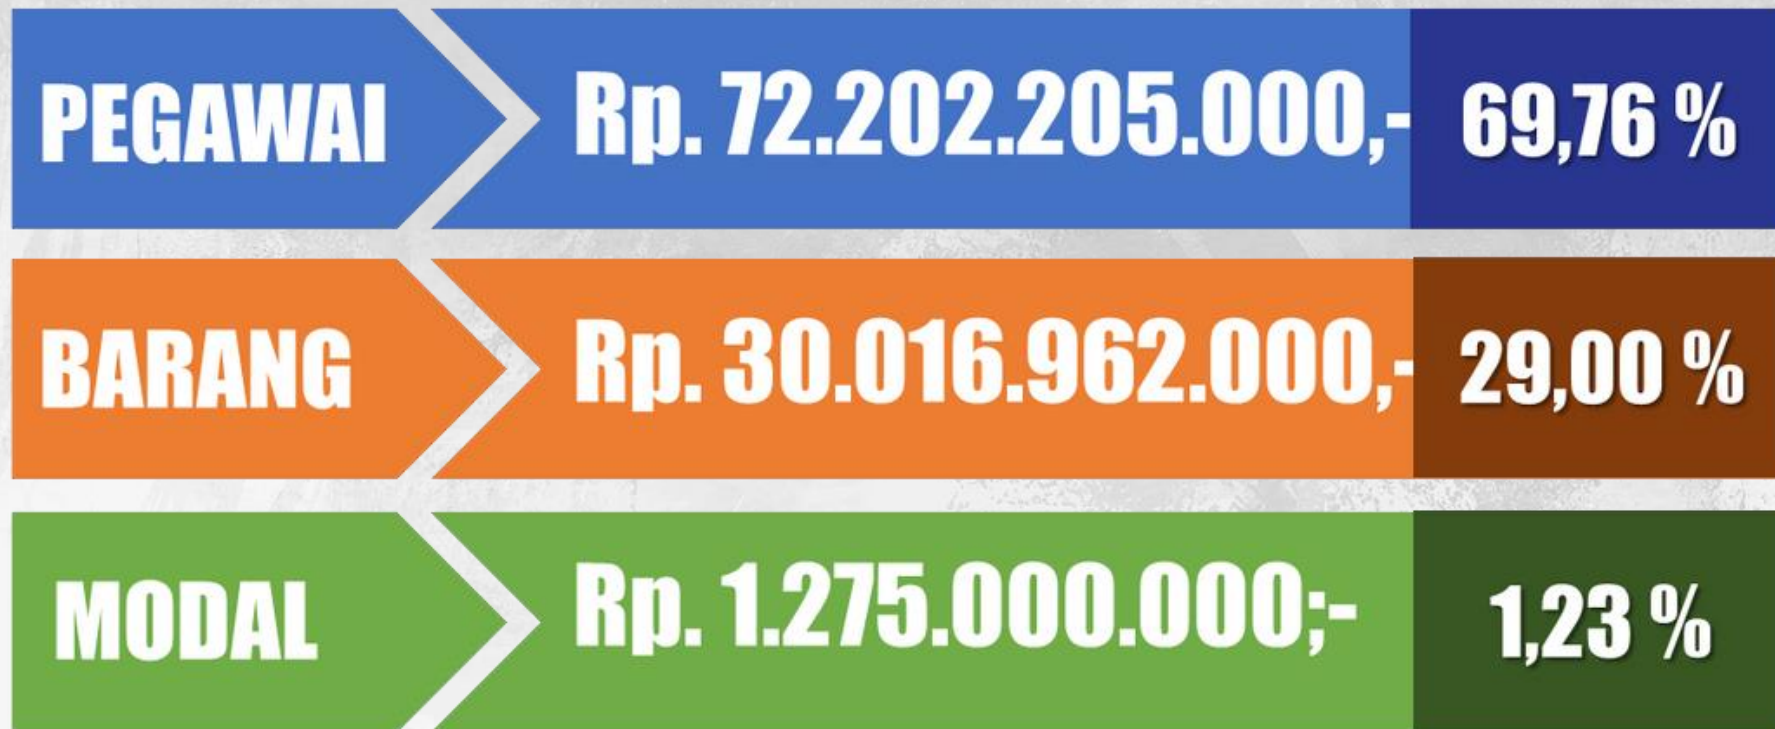 PEGAWAI Rp. 72.202.205.000,- 69,76 %
BARANG Rp. 30.016.962.000,- 29,00 %
MODAL Rp. 1.275.000.000;- 1,23 %